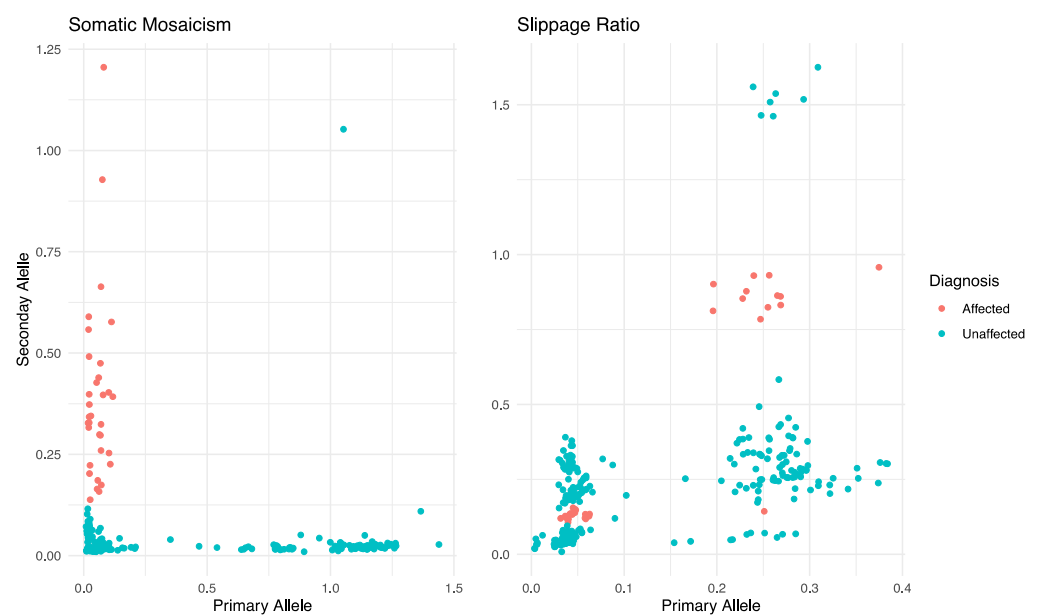 Somatic Mosaicism
Slippage Ratio
Seconday Alelle
1.25
1.00
0.75
0.50
0.25
0.00
0.0
0.5
1.0
1.5
Primary Allele
1.5
1.0
0.5
0.0
0.0
0.1
0.2
0.3
0.4
Primary Allele
Diagnosis
Affected
Unaffected